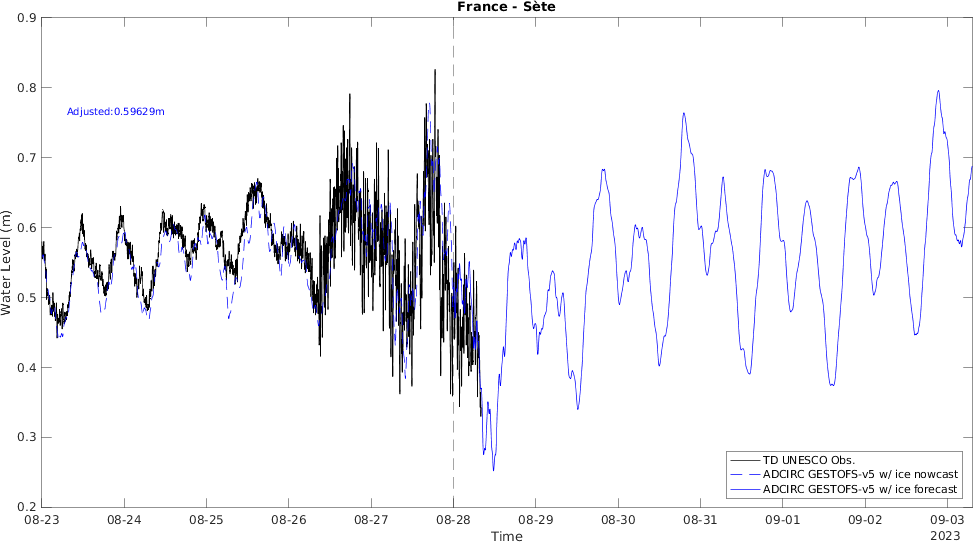 France - Sète
0.9
0.8
0.7
0.6
0.5
0.4
0.3
0.2
Water Level (m)
Adjusted:0.59629m
TD UNESCO Obs.
ADCIRC GESTOFS-v5 w/ ice nowcast
ADCIRC GESTOFS-v5 w/ ice forecast
08-23 08-24 08-25 08-26 08-27 08-28 08-29 08-30 08-31 09-01 09-02 09-03
2023
Time